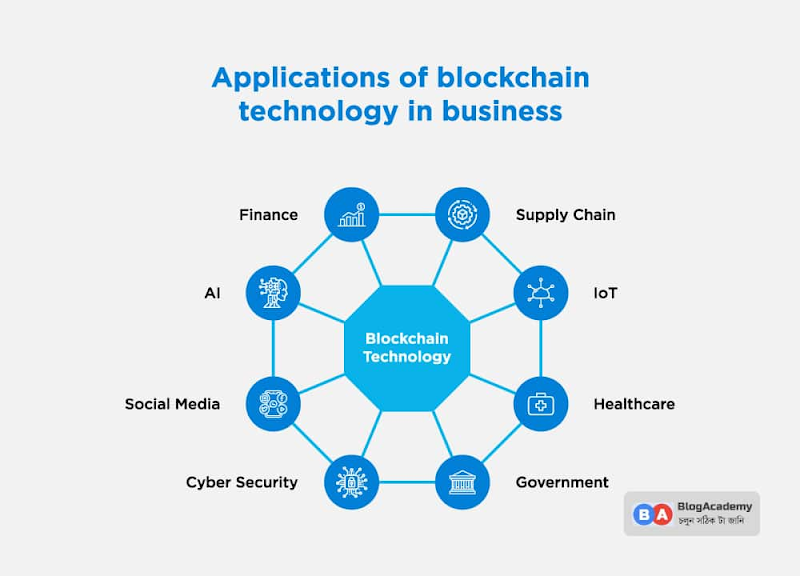 Applications of blockchain
technology in business
Finance
Supply Chain
AI
IoT
Blockchain
Technology
Social Media
Healthcare
Cyber Security
Government
BA
BlogAcademy
চলুন সঠিক টা জানি